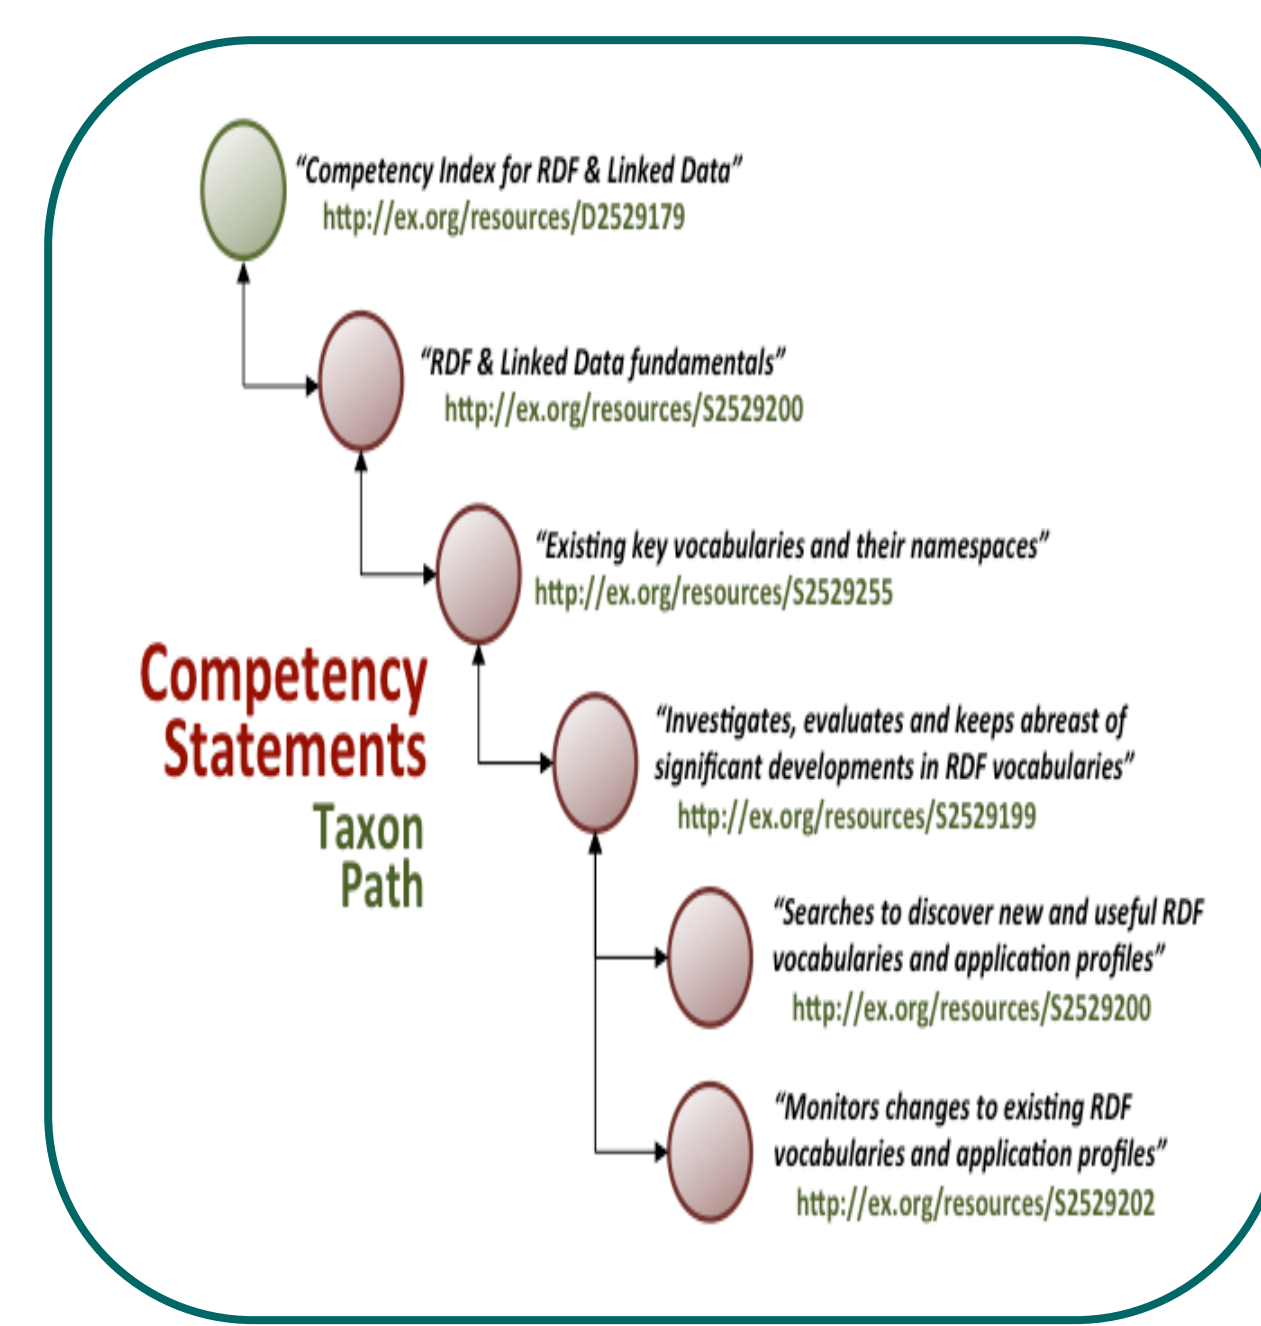 “Competency Index for RDF & Linked Data”
http://ex.org/resources/D2529179
“RDF & Linked Data fundamentals”
http://ex.org/resources/S2529200
“Existing key vocabularies and their namespaces”
http://ex.org/resources/S2529255
Competency
Statements
Taxon
Path
“Investigates, evaluates and keeps abreast of
significant developments in RDF vocabularies”
http://ex.org/resources/S2529199
“Searches to discover new and useful RDF
vocabularies and application profiles”
http://ex.org/resources/S2529200
“Monitors changes to existing RDF
vocabularies and application profiles”
http://ex.org/resources/S2529202